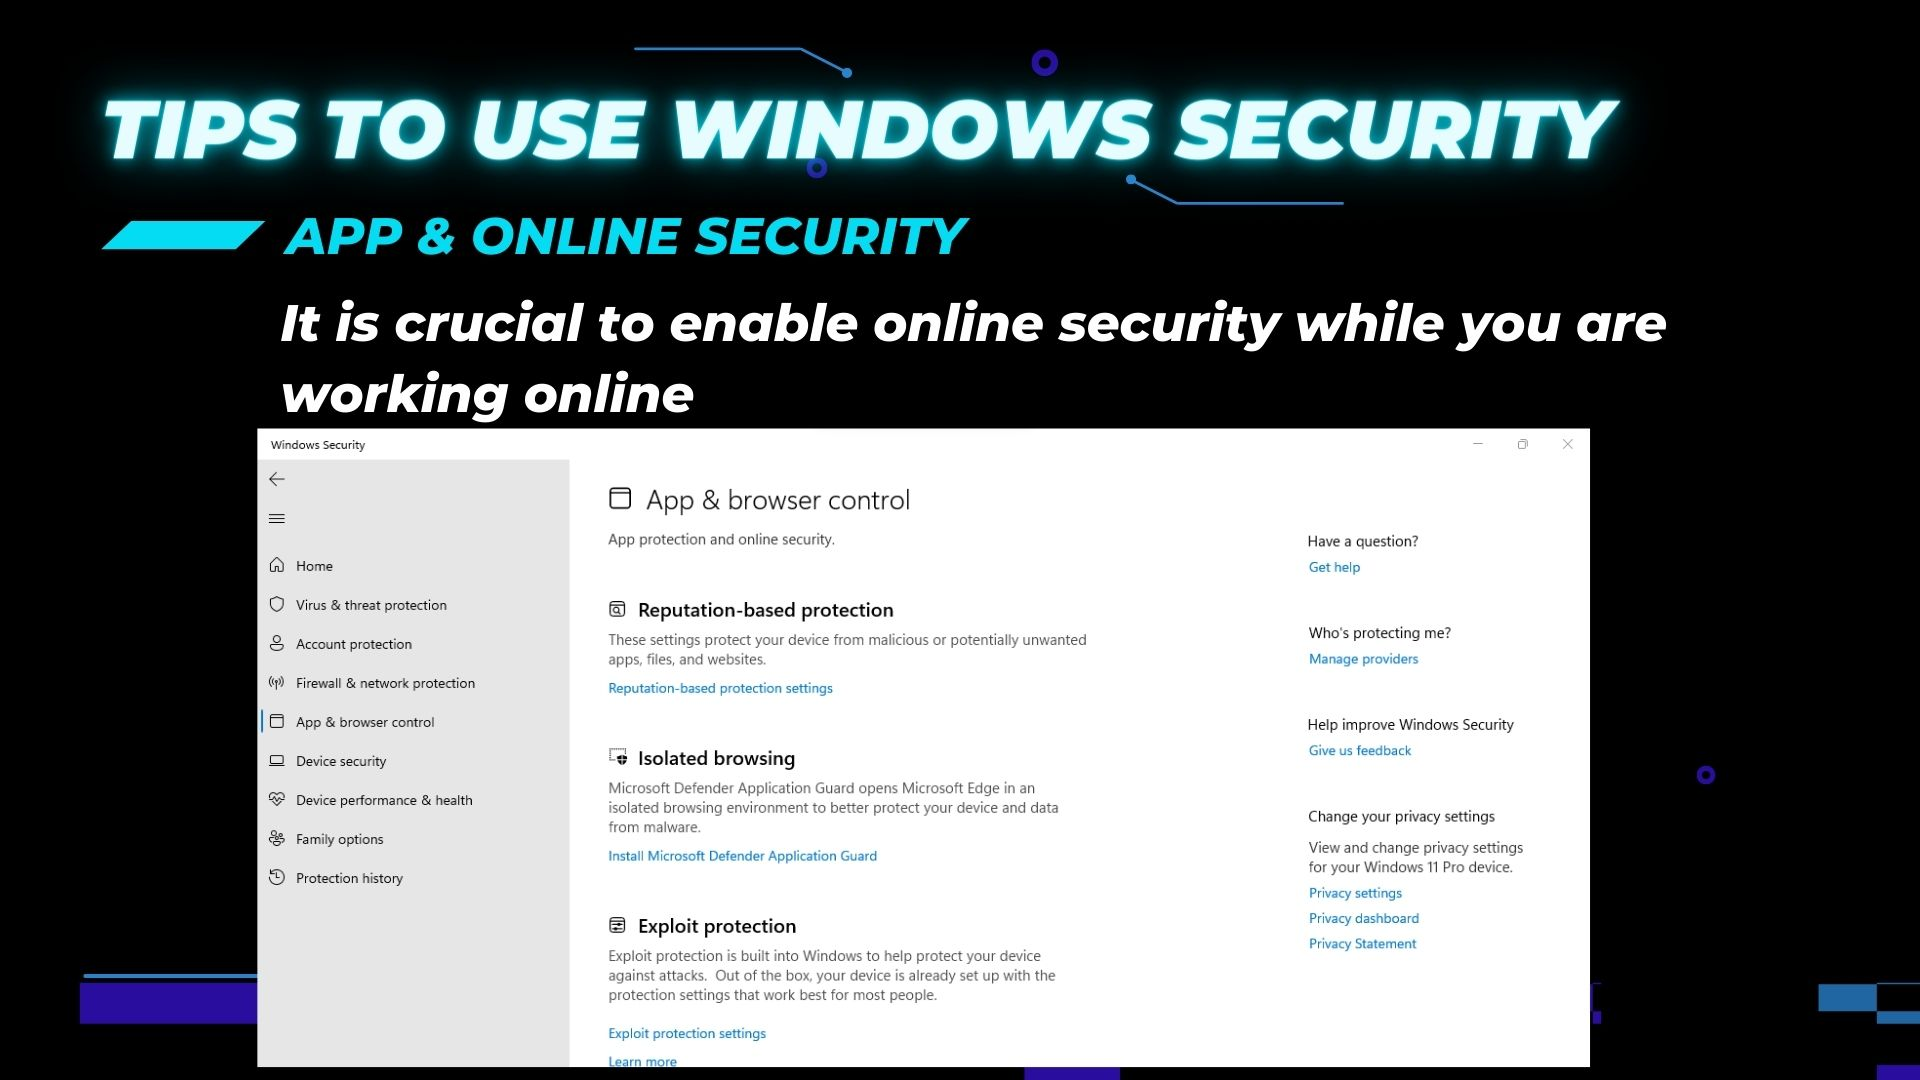 TIPS TO USE WINDOWS SECURITY
APP & ONLINE SECURITY
It is crucial to enable online security while you are
working online
Windows Security
Home
Virus & threat protection
Account protection
Firewall & network protection
App & browser control
Device security
Device performance & health
Family options
Protection history
App & browser control
App protection and online security.
Reputation-based protection
These settings protect your device from malicious or potentially unwanted
apps, files, and websites.
Reputation-based protection settings
Isolated browsing
Microsoft Defender Application Guard opens Microsoft Edge in an
isolated browsing environment to better protect your device and data
from malware.
Install Microsoft Defender Application Guard
Exploit protection
Exploit protection is built into Windows to help protect your device
against attacks.  Out of the box, your device is already set up with the
protection settings that work best for most people.
Exploit protection settings
Learn more
Have a question?
Get help
Who's protecting me?
Manage providers
Help improve Windows Security
Give us feedback
Change your privacy settings
View and change privacy settings
for your Windows 11 Pro device.
Privacy settings
Privacy dashboard
Privacy Statement